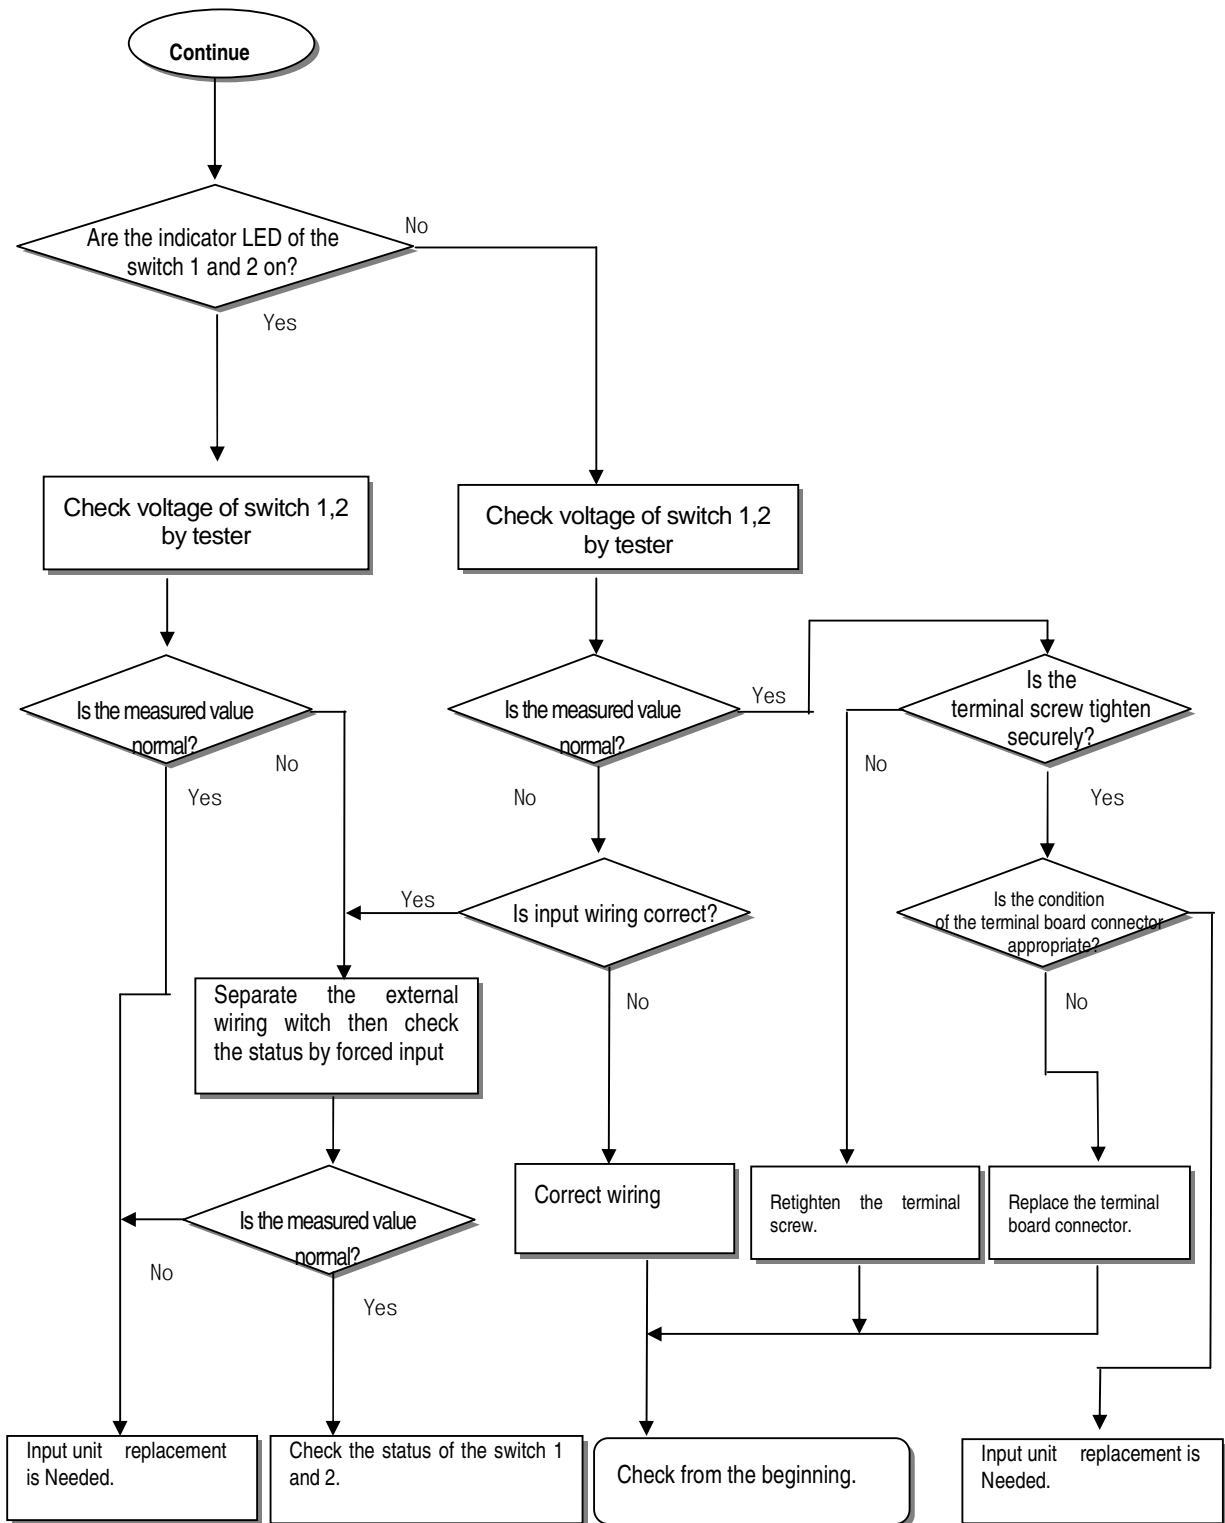 Continue
No
Are the indicator LED of the
switch 1 and 2 on?
Yes
Check voltage of switch 1,2
by tester
Check voltage of switch 1,2
by tester
Is the measured value
normal?
No
Yes
Is the measured value
normal?
Yes
No
Is the
terminal screw tighten
securely?
No
Yes
Yes
Is input wiring correct?
No
Is the condition
of the terminal board connector
appropriate?
No
Separate the external
wiring witch then check
the status by forced input
Is the measured value
normal?
No
Yes
Correct wiring
Retighten the terminal
screw.
Replace the terminal
board connector.
Input unit replacement
is Needed.
Check the status of the switch 1
and 2.
Check from the beginning.
Input unit replacement is
Needed.